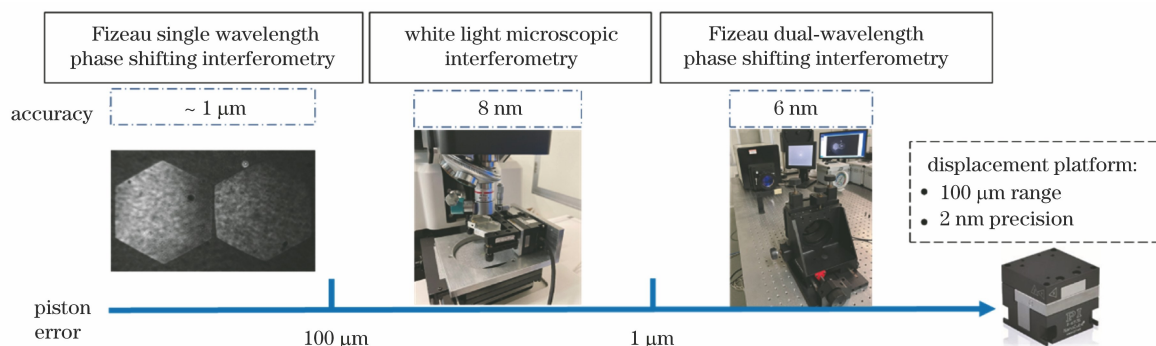 Fizeau single wavelength
phase shifting interferometry
white light microscopic
interferometry
Fizeau dual-wavelength
phase shifting interferometry
accuracy
~ 1 μm
8 nm
6 nm
displacement platform:
• 100 μm range
• 2 nm precision
piston
error
100 μm
1 μm
PI